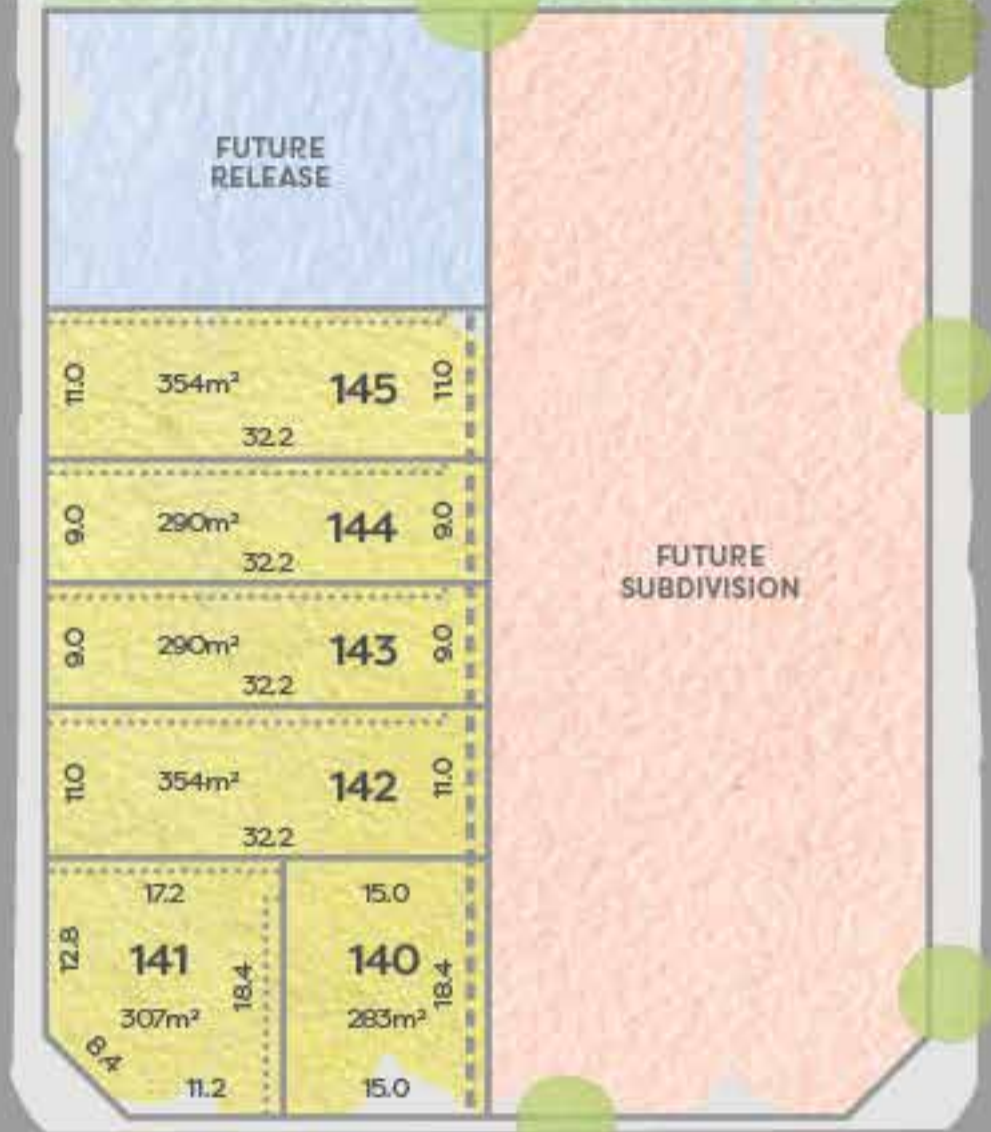 FUTURE
RELEASE
11.0
354m²
145
11.0
32.2
9.0
290m²
144
9.0
32.2
9.0
290m²
143
9.0
32.2
11.0
354m²
142
11.0
32.2
17.2
12.8
141
18.4
307m²
8.4
11.2
15.0
140
18.4
283m²
15.0
FUTURE
SUBDIVISION